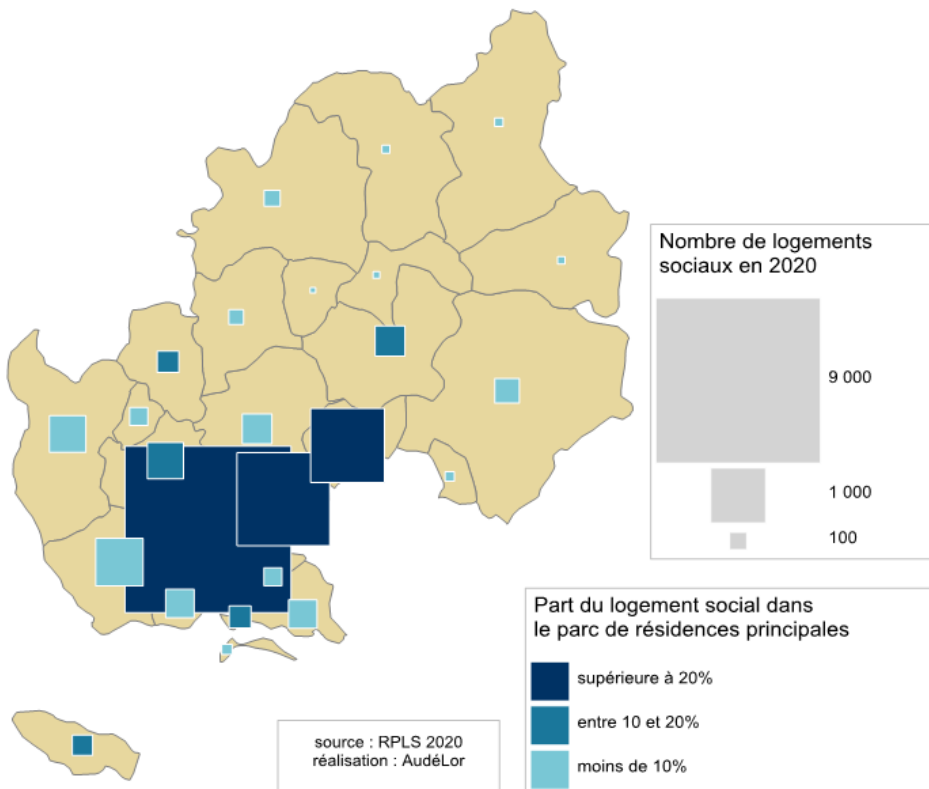 Nombre de logements
sociaux en 2020
9 000
1 000
100
Part du logement social dans
le parc de résidences principales
supérieure à 20%
entre 10 et 20%
moins de 10%
source : RPLS 2020
réalisation : AudéLor